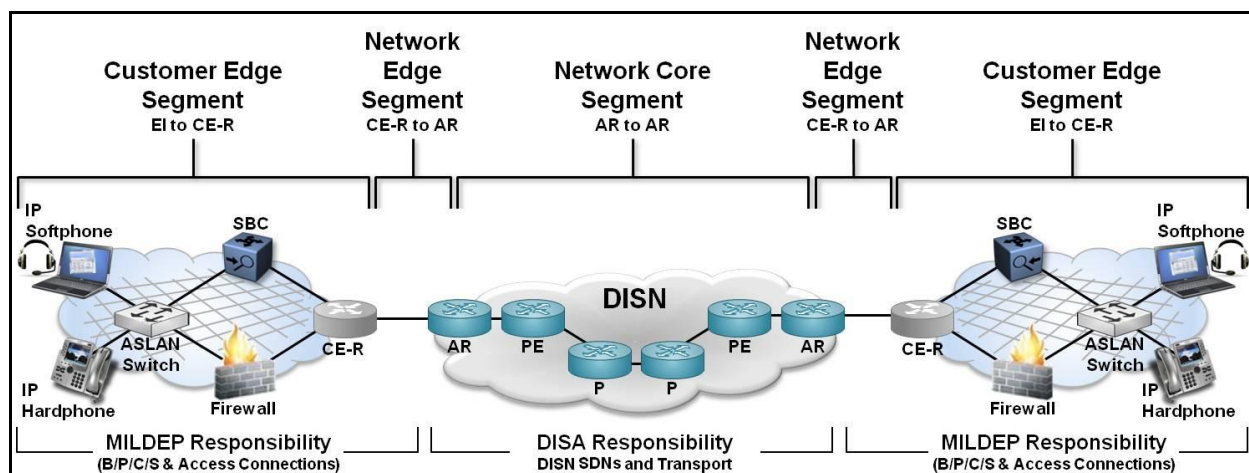 Customer Edge
Segment
EI to CE-R
Network
Edge
Segment
CE-R to AR
Network Core
Segment
AR to AR
Network
Edge
Segment
CE-R to AR
Customer Edge
Segment
EI to CE-R
IP
Softphone
SBC
ASLAN
Switch
CE-R
IP
Hardphone
Firewall
DISN
AR
PE
P
P
PE
AR
SBC
IP
Softphone
CE-R
ASLAN
Switch
Firewall
IP
Hardphone
MILDEP Responsibility
(B/P/C/S & Access Connections)
DISA Responsibility
DISN SDNs and Transport
MILDEP Responsibility
(B/P/C/S & Access Connections)